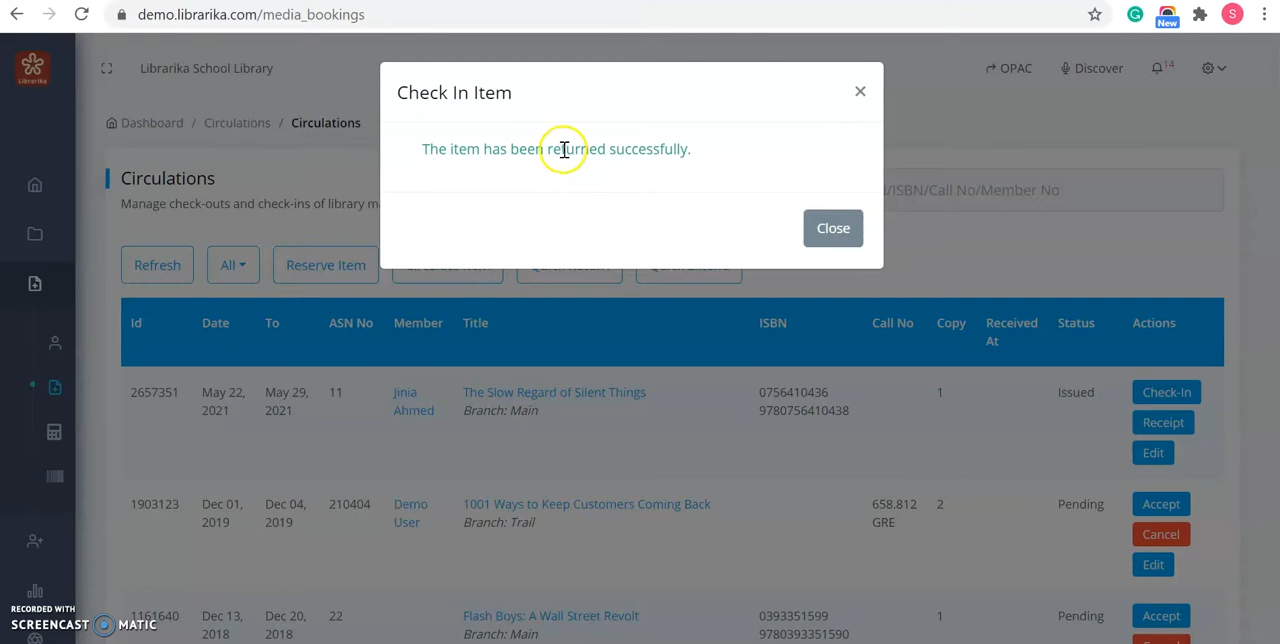 demo.librarika.com/media_bookings
New
S
Librarika
Librarika School Library
OPAC
Discover
14
Check In Item
The item has been returned successfully.
Close
Dashboard / Circulations / Circulations
Circulations
/ISBN/Call No/Member No
Manage check-outs and check-ins of library m
Refresh
All
Reserve Item
Id
Date
To
ASN No
Member
Title
ISBN
Call No
Copy
Received At
Status
Actions
2657351
May 22, 2021
May 29, 2021
11
Jinia Ahmed
The Slow Regard of Silent Things
Branch: Main
0756410436
9780756410438
1
Issued
Check-In
Receipt
Edit
1903123
Dec 01, 2019
Dec 04, 2019
210404
Demo User
1001 Ways to Keep Customers Coming Back
Branch: Trail
658.812 GRE
2
Pending
Accept
Cancel
Edit
1161640
Dec 13, 2018
Dec 20, 2018
22
Flash Boys: A Wall Street Revolt
Branch: Main
0393351599
9780393351590
1
Pending
Accept
RECORDED WITH
SCREENCAST MATIC